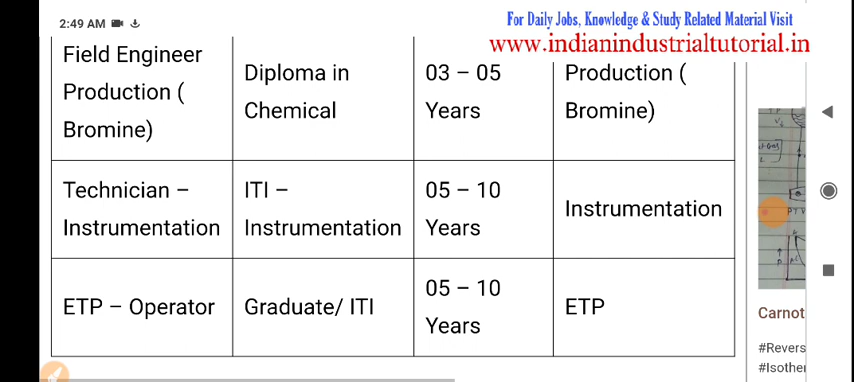 2:49 AM
For Daily Jobs, Knowledge & Study Related Material Visit
www.indianindustrialtutorial.in
Field Engineer
Production (
Bromine)
Diploma in
Chemical
03 – 05
Years
Production (
Bromine)
Technician –
Instrumentation
ITI –
Instrumentation
05 – 10
Years
Instrumentation
ETP – Operator
Graduate/ ITI
05 – 10
Years
ETP
Carnot
#Revers
#Isother